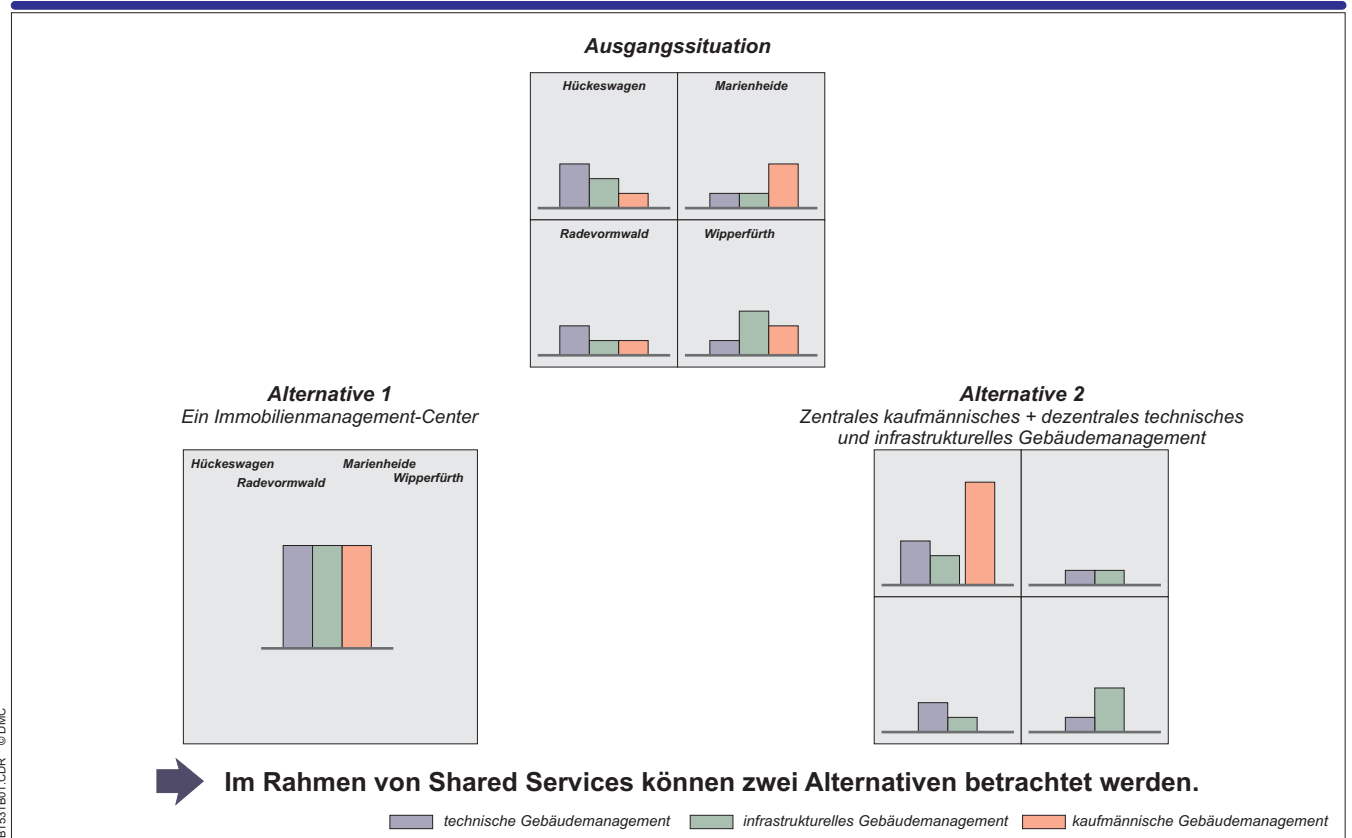 Ausgangssituation
Hückeswagen
Marienheide
Radevormwald
Wipperfürth
Alternative 1
Ein Immobilienmanagement-Center
Hückeswagen
Marienheide
Radevormwald
Wipperfürth
Alternative 2
Zentrales kaufmännisches + dezentrales technisches
und infrastrukturelles Gebäudemanagement
Im Rahmen von Shared Services können zwei Alternativen betrachtet werden.
technische Gebäudemanagement
infrastrukturelles Gebäudemanagement
kaufmännische Gebäudemanagement
© DMC